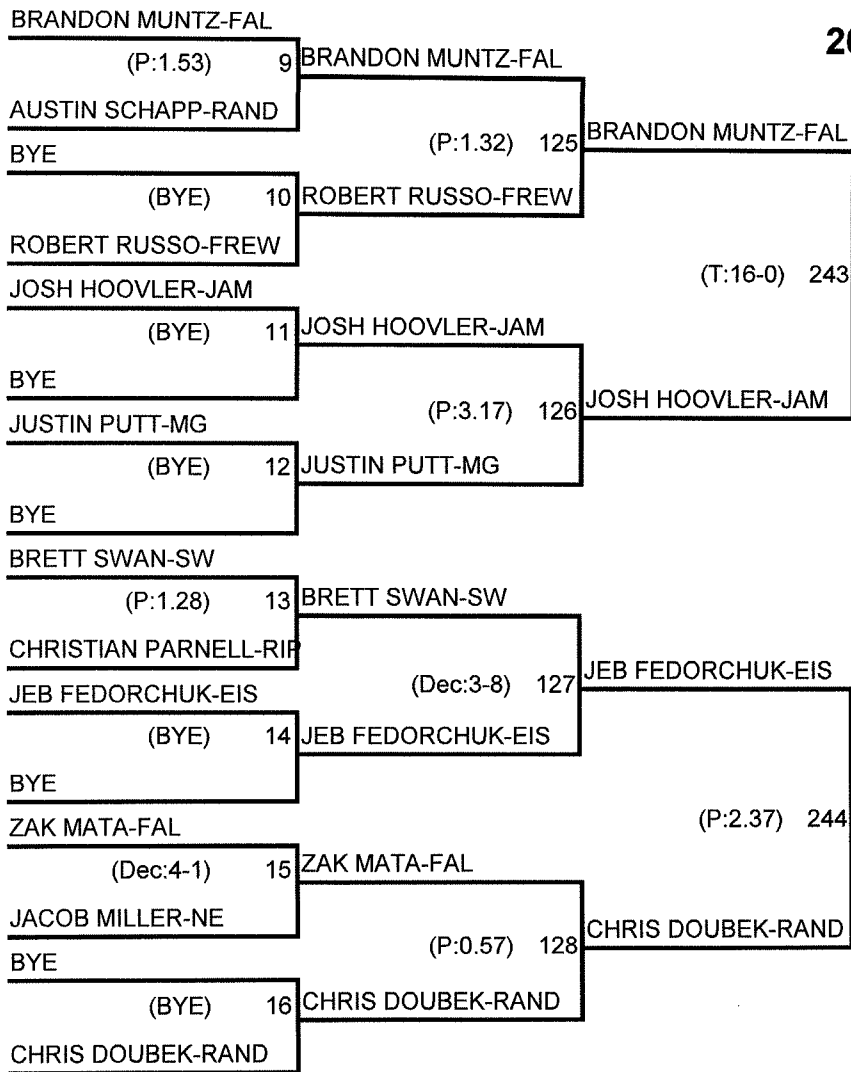 BRANDON MUNTZ-FAL
20
(P:1.53) 9 BRANDON MUNTZ-FAL
AUSTIN SCHAPP-RAND
(P:1.32) 125 BRANDON MUNTZ-FAL
BYE
(BYE) 10 ROBERT RUSSO-FREW
ROBERT RUSSO-FREW
(T:16-0) 243
JOSH HOOVLER-JAM
(BYE) 11 JOSH HOOVLER-JAM
BYE
(P:3.17) 126 JOSH HOOVLER-JAM
JUSTIN PUTT-MG
(BYE) 12 JUSTIN PUTT-MG
BYE
BRETT SWAN-SW
(P:1.28) 13 BRETT SWAN-SW
CHRISTIAN PARNELL-RIP
(Dec:3-8) 127 JEB FEDORCHUK-EIS
JEB FEDORCHUK-EIS
(BYE) 14 JEB FEDORCHUK-EIS
BYE
(P:2.37) 244
ZAK MATA-FAL
(Dec:4-1) 15 ZAK MATA-FAL
JACOB MILLER-NE
(P:0.57) 128 CHRIS DOUBEK-RAND
BYE
(BYE) 16 CHRIS DOUBEK-RAND
CHRIS DOUBEK-RAND